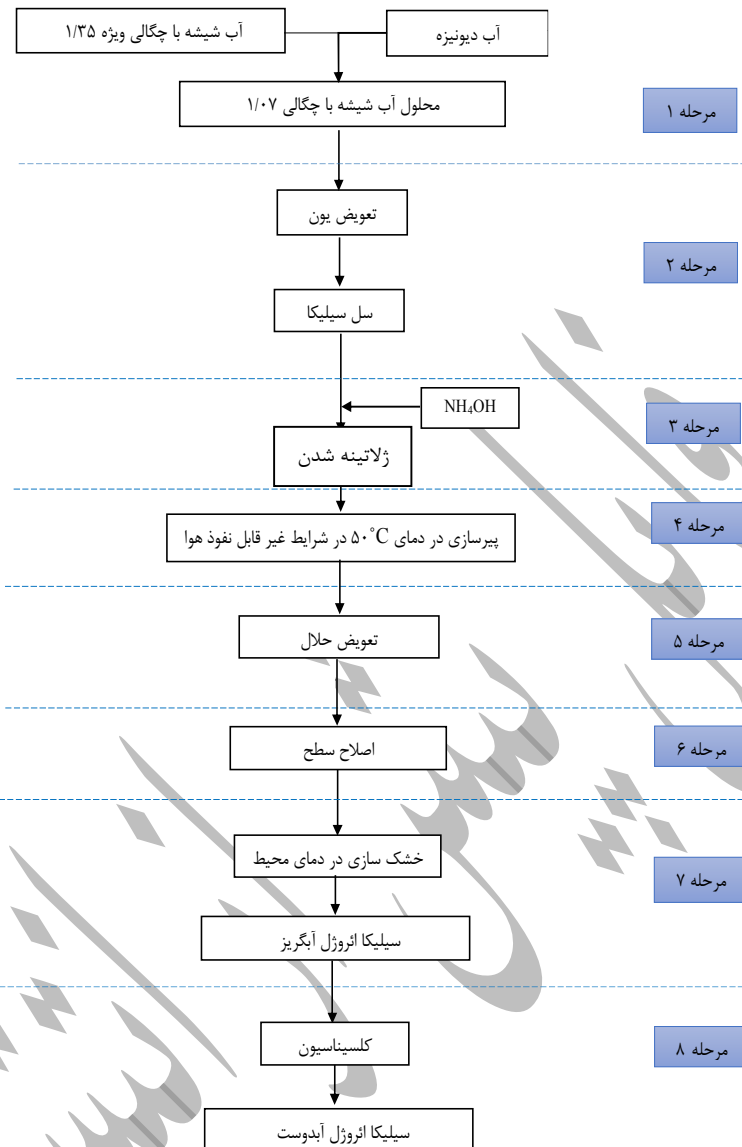 آب شیشه با چگالی ویژه ۱/۳۵
آب دیونیزه
محلول آب شیشه با چگالی ۱/۰۷
مرحله ۱
تعویض یون
مرحله ۲
سل سیلیکا
NH₄OH
مرحله ۳
ژلاتینه شدن
مرحله ۴
پیرسازی در دمای ۵۰˚C در شرایط غیر قابل نفوذ هوا
تعویض حلال
مرحله ۵
اصلاح سطح
مرحله ۶
خشک سازی در دمای محیط
مرحله ۷
سیلیکا ائروژل آبگریز
کلسیناسیون
مرحله ۸
سیلیکا ائروژل آبدوست